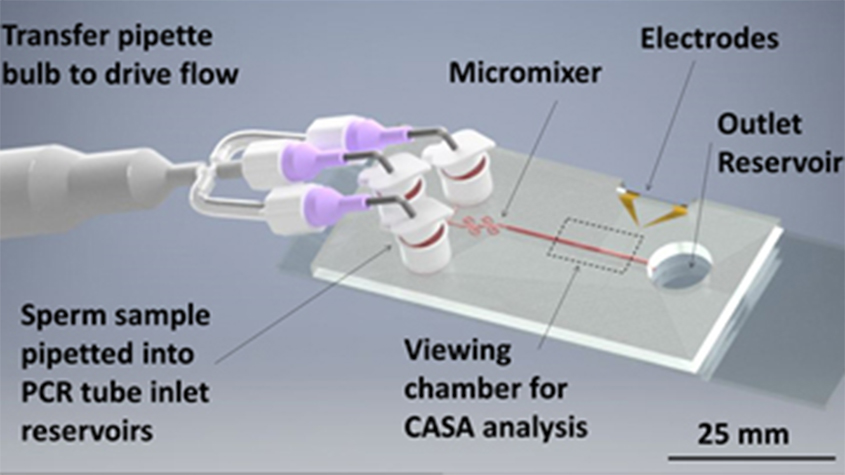 Transfer pipette
bulb to drive flow
Electrodes
Micromixer
Outlet
Reservoir
Sperm sample
pipetted into
PCR tube inlet
reservoirs
Viewing
chamber for
CASA analysis
25 mm